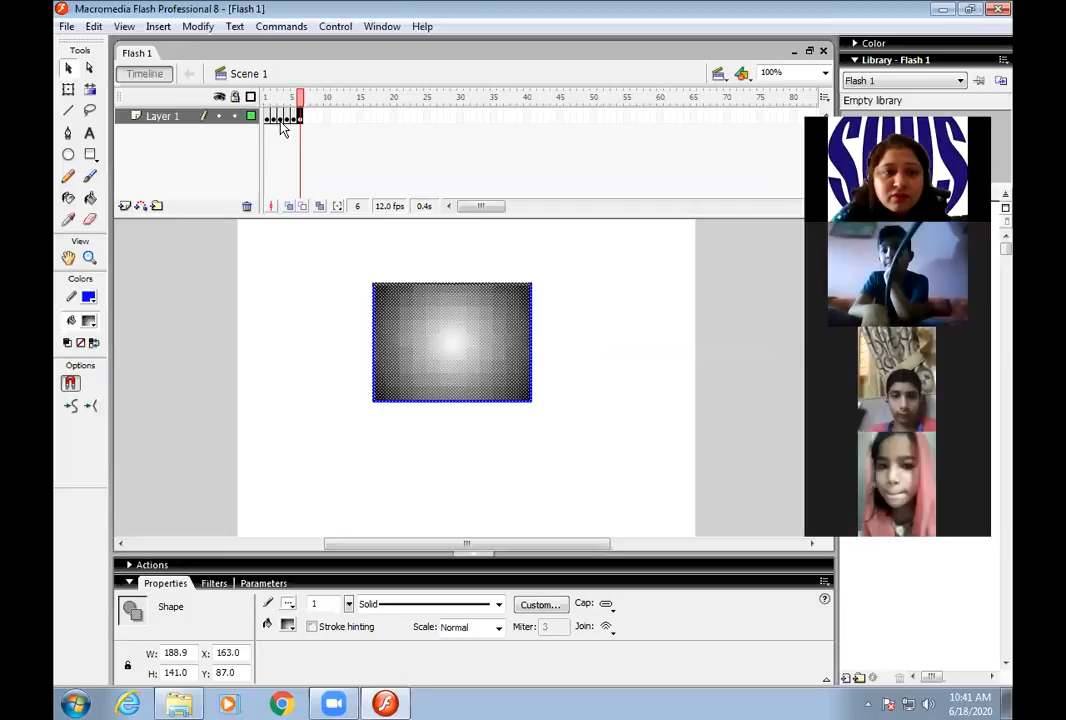 Macromedia Flash Professional 8 - [Flash 1]
File Edit View Insert Modify Text Commands Control Window Help
Tools
View
Colors
Options
Flash 1
Timeline
Scene 1
100%
1 5 10 15 20 25 30 35 40 45 50 55 60 65 70 75 80
Layer 1
6 12.0 fps 0.4s
Color
Library - Flash 1
Flash 1
Empty library
Actions
Properties Filters Parameters
Shape
1 Solid Custom... Cap:
Stroke hinting Scale: Normal Miter: 3 Join:
W: 188.9 X: 163.0
H: 141.0 Y: 87.0
10:41 AM
6/18/2020